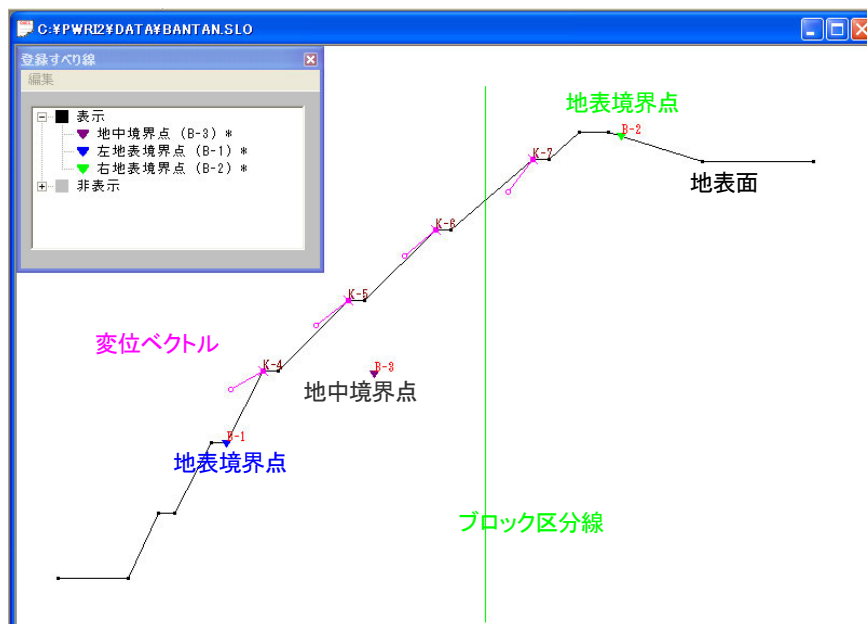 C:¥PWRI2¥DATA¥BANTAN.SLO
登録すべり線
編集
表示
地中境界点 (B-3) *
左地表境界点 (B-1) *
右地表境界点 (B-2) *
非表示
地表境界点
B-2
K-7
地表面
K-6
K-5
変位ベクトル
K-4
B-3
地中境界点
B-1
地表境界点
ブロック区分線